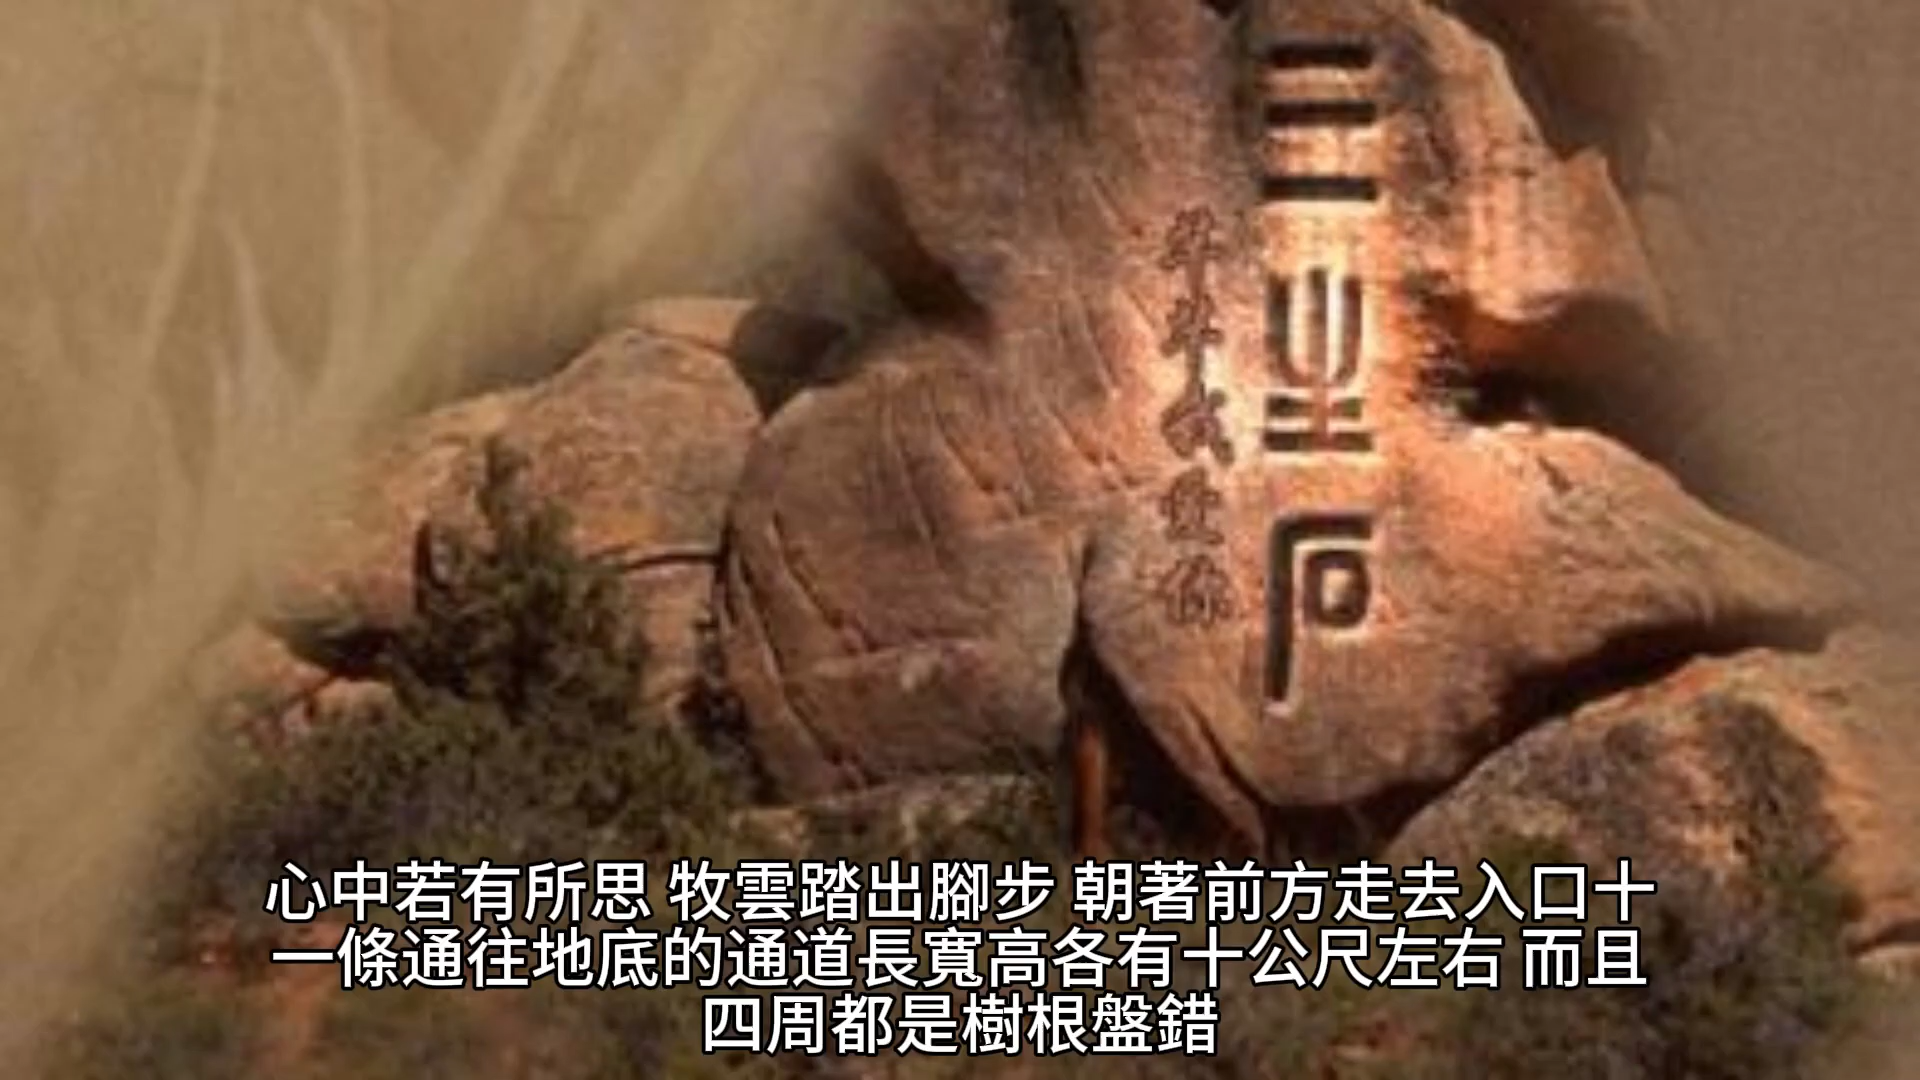 三生石
心中若有所思 牧雲踏出腳步 朝著前方走去入口十
一條通往地底的通道長寬高各有十公尺左右 而且
四周都是樹根盤錯